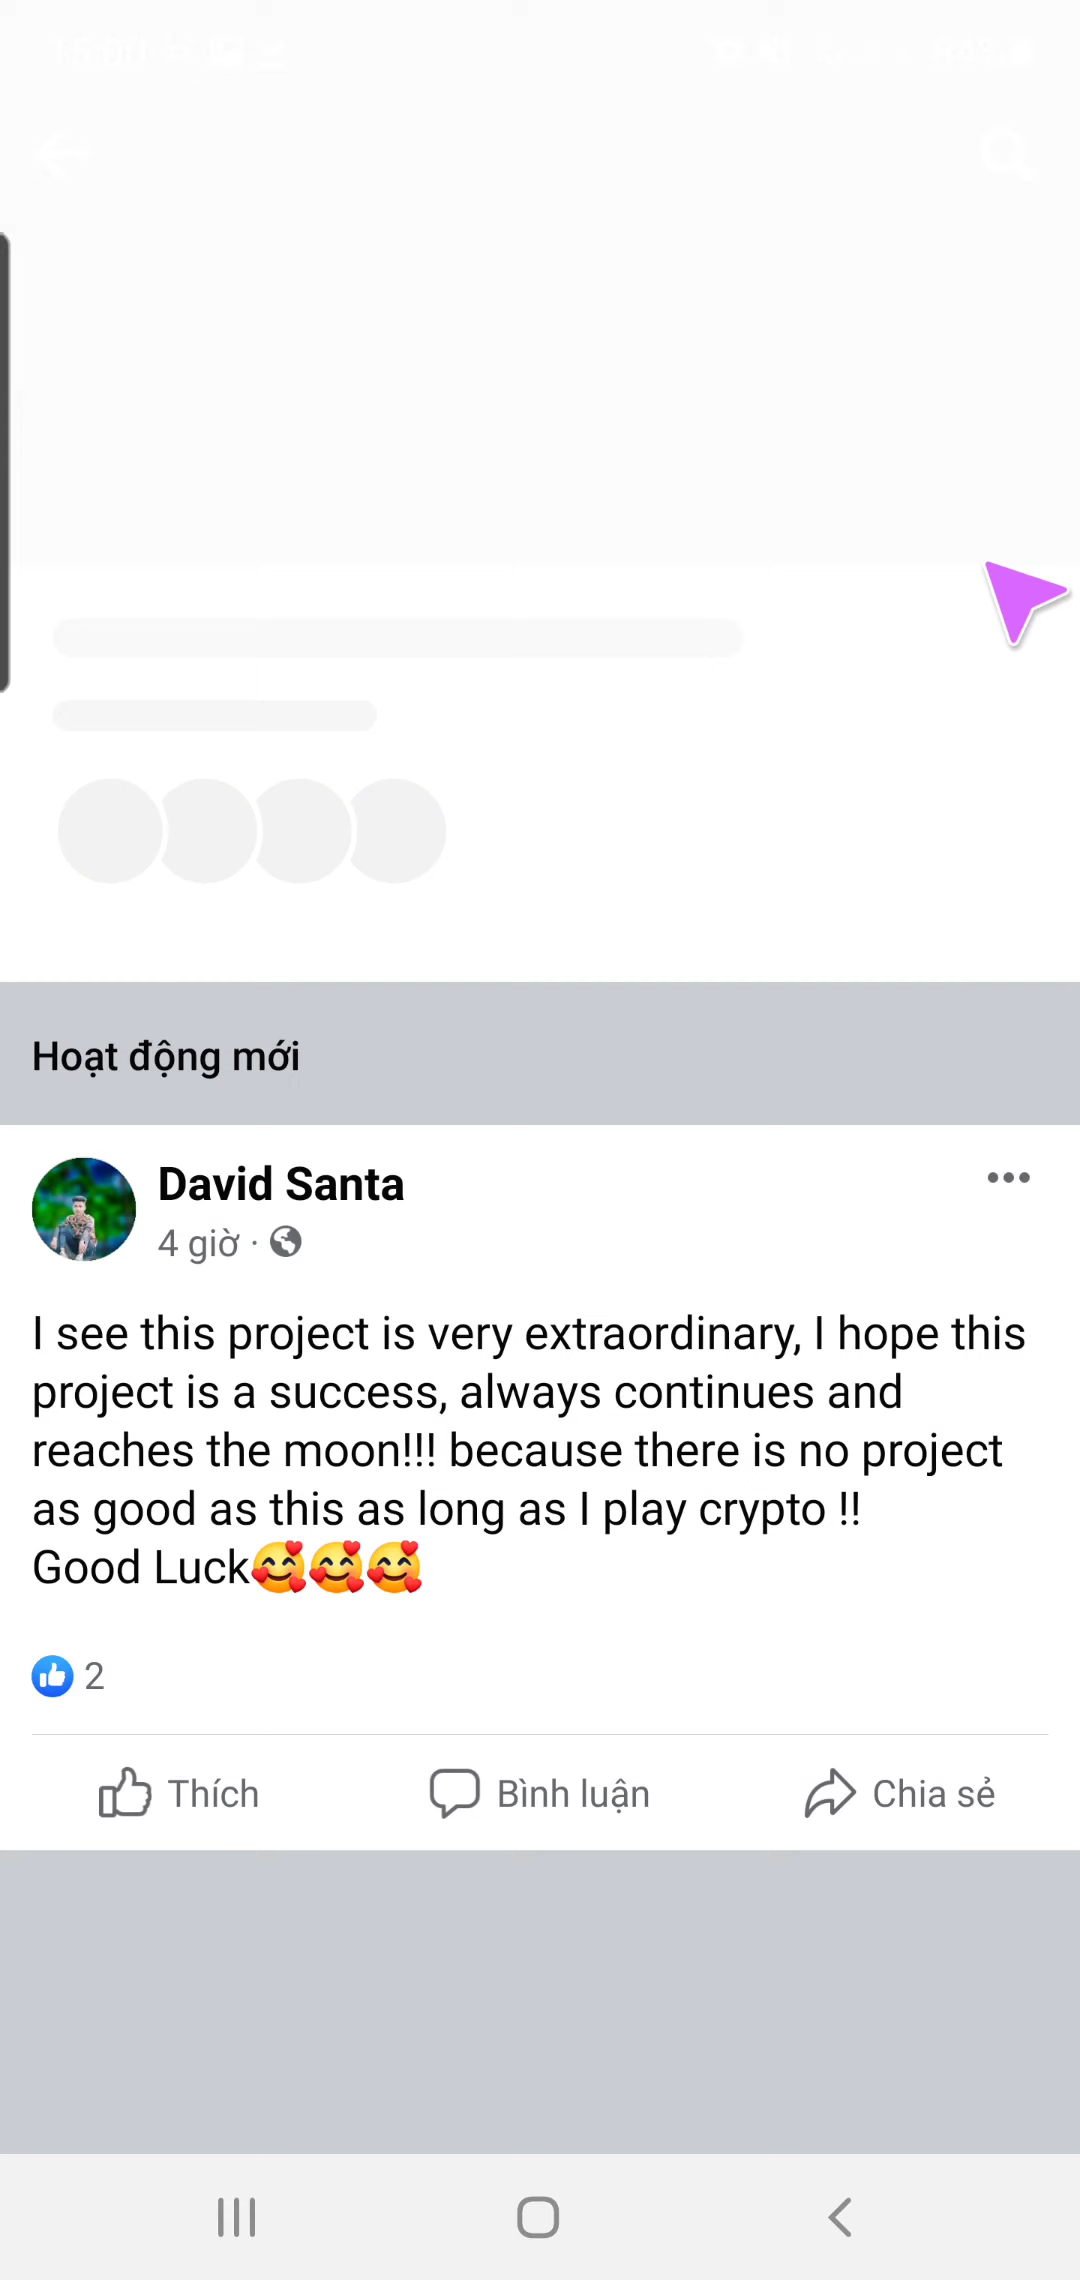 Hoạt động mới
David Santa
4 giờ ·
I see this project is very extraordinary, I hope this
project is a success, always continues and
reaches the moon!!! because there is no project
as good as this as long as I play crypto !!
Good Luck🥰🥰🥰
2
Thích
Bình luận
Chia sẻ